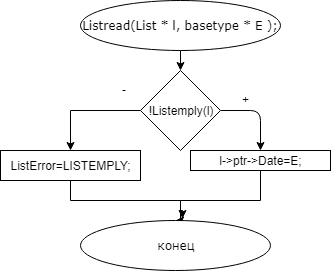 Listread(List * l, basetype * E );
-
+
!Listemply(l)
ListError=LISTEMPLY;
l->ptr->Date=E;
конец